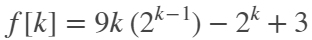 f[k] = 9k (2^{k−1}) − 2^k + 3